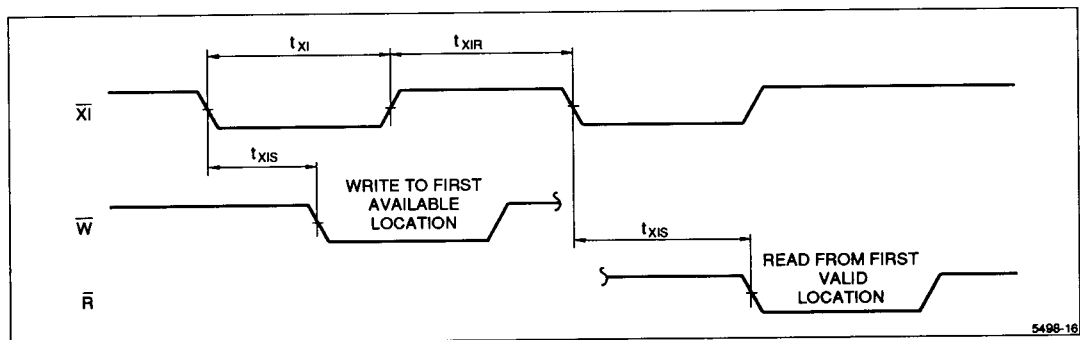 tXI
tXIR
XI
tXIS
WRITE TO FIRST
AVAILABLE
LOCATION
W
tXIS
READ FROM FIRST
VALID
LOCATION
R
5498-16